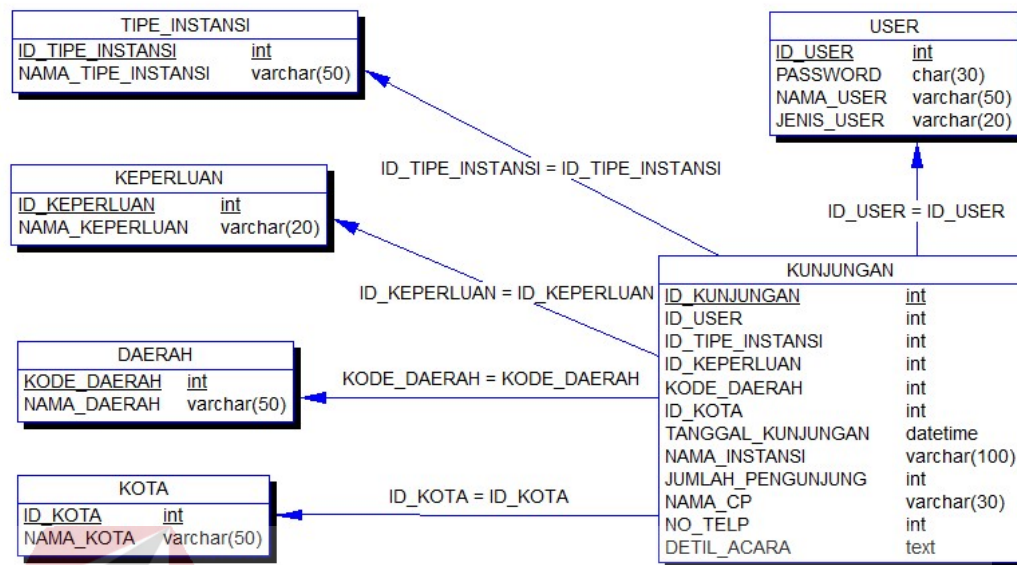 TIPE_INSTANSI
ID_TIPE_INSTANSI int
NAMA_TIPE_INSTANSI varchar(50)
USER
ID_USER int
PASSWORD char(30)
NAMA_USER varchar(50)
JENIS_USER varchar(20)
ID_TIPE_INSTANSI = ID_TIPE_INSTANSI
KEPERLUAN
ID_KEPERLUAN int
NAMA_KEPERLUAN varchar(20)
ID_USER = ID_USER
ID_KEPERLUAN = ID_KEPERLUAN
KUNJUNGAN
ID_KUNJUNGAN int
ID_USER int
ID_TIPE_INSTANSI int
ID_KEPERLUAN int
KODE_DAERAH int
ID_KOTA int
TANGGAL_KUNJUNGAN datetime
NAMA_INSTANSI varchar(100)
JUMLAH_PENGUNJUNG int
NAMA_CP varchar(30)
NO_TELP int
DETIL_ACARA text
DAERAH
KODE_DAERAH int
NAMA_DAERAH varchar(50)
KODE_DAERAH = KODE_DAERAH
KOTA
ID_KOTA int
NAMA_KOTA varchar(50)
ID_KOTA = ID_KOTA